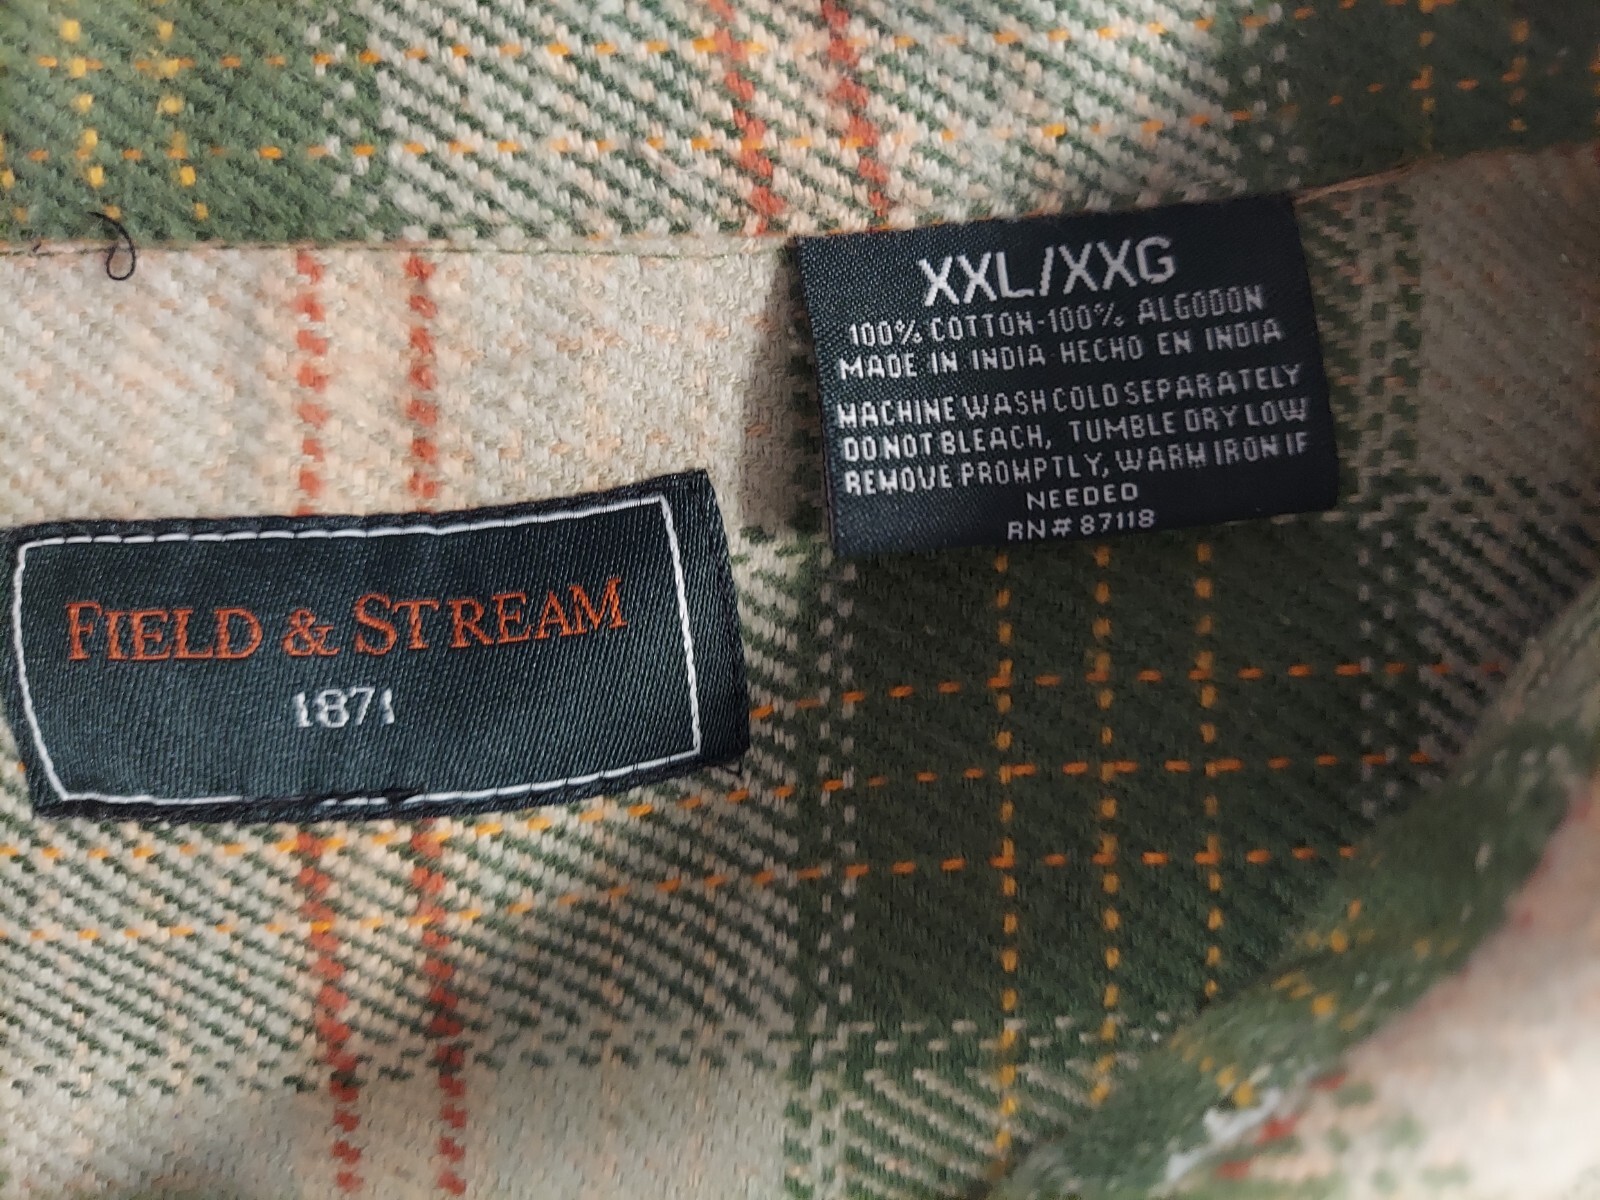 XXL/XXG
100% COTTON-100% ALGODON
MADE IN INDIA-HECHO EN INDIA
MACHINE WASH COLD SEPARATELY
DO NOT BLEACH, TUMBLE DRY LOW
REMOVE PROMPTLY, WARM IRON IF
NEEDED
RN# 87118
FIELD & STREAM
1871